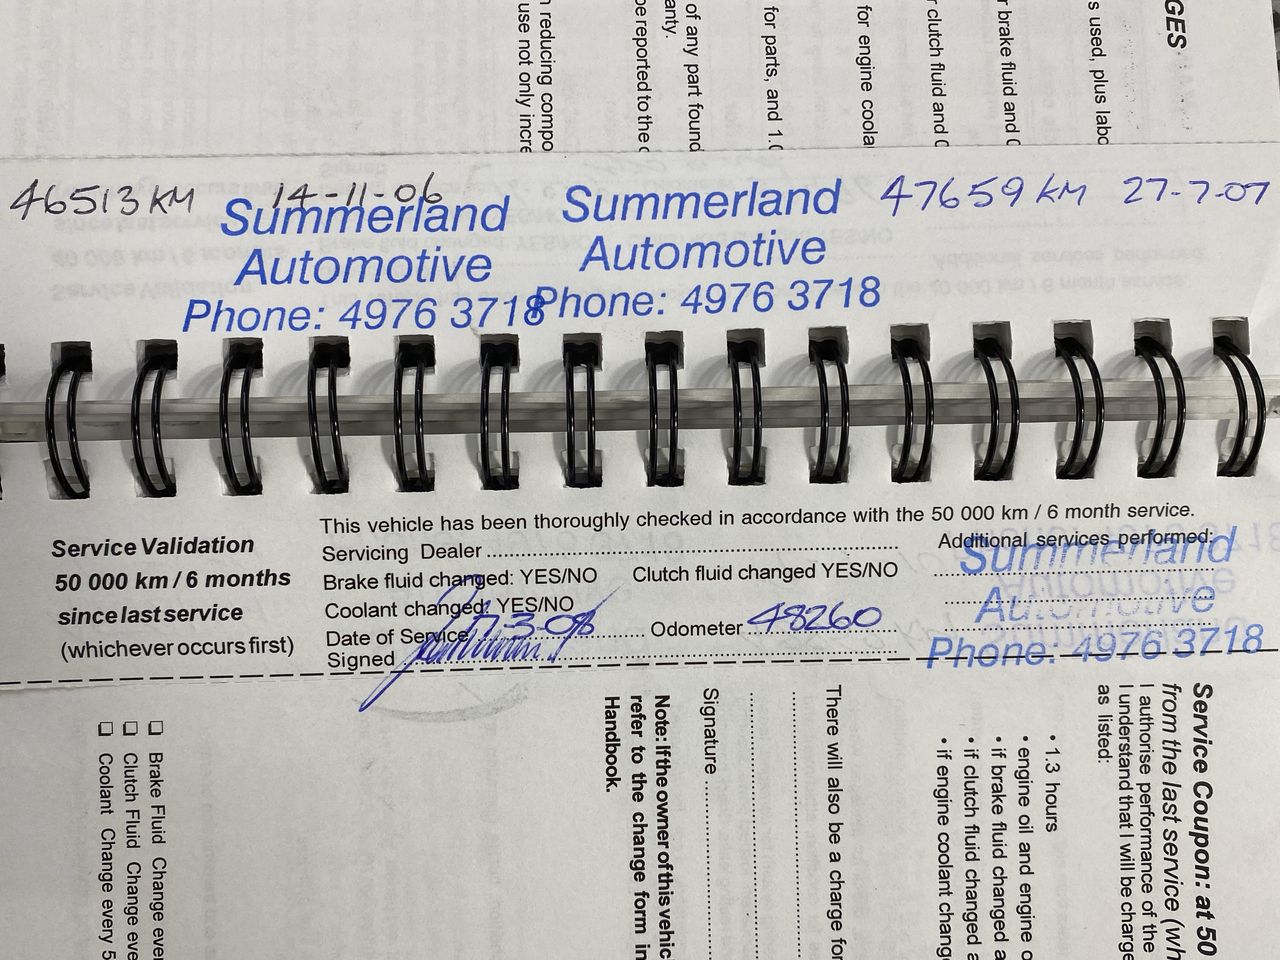 GES
s used, plus labo
r brake fluid and
r clutch fluid and
for engine coola
for parts, and 1.
of any part found
anty.
be reported to the
n reducing compo
use not only incre
46513 KM 14-11-06
Summerland
Automotive
Phone: 4976 3718
Summerland
Automotive
Phone: 4976 3718
47659 KM 27-7-07
Service Validation
50 000 km / 6 months
since last service
(whichever occurs first)
This vehicle has been thoroughly checked in accordance with the 50 000 km / 6 month service.
Servicing Dealer
Brake fluid changed: YES/NO Clutch fluid changed YES/NO
Coolant changed: YES/NO
Date of Service Odometer 48260
Signed
Additional services performed:
Summerland
Automotive
Phone: 4976 3718
Service Coupon: at 50
from the last service (wh
I authorise performance of the
I understand that I will be charge
as listed:
• 1.3 hours
• engine oil and engine o
• if brake fluid changed a
• if clutch fluid changed a
• if engine coolant chang
There will also be a charge for
Signature
Note: If the owner of this vehic
refer to the change form in
Handbook.
❏ Brake Fluid Change ever
❏ Clutch Fluid Change eve
❏ Coolant Change every 5